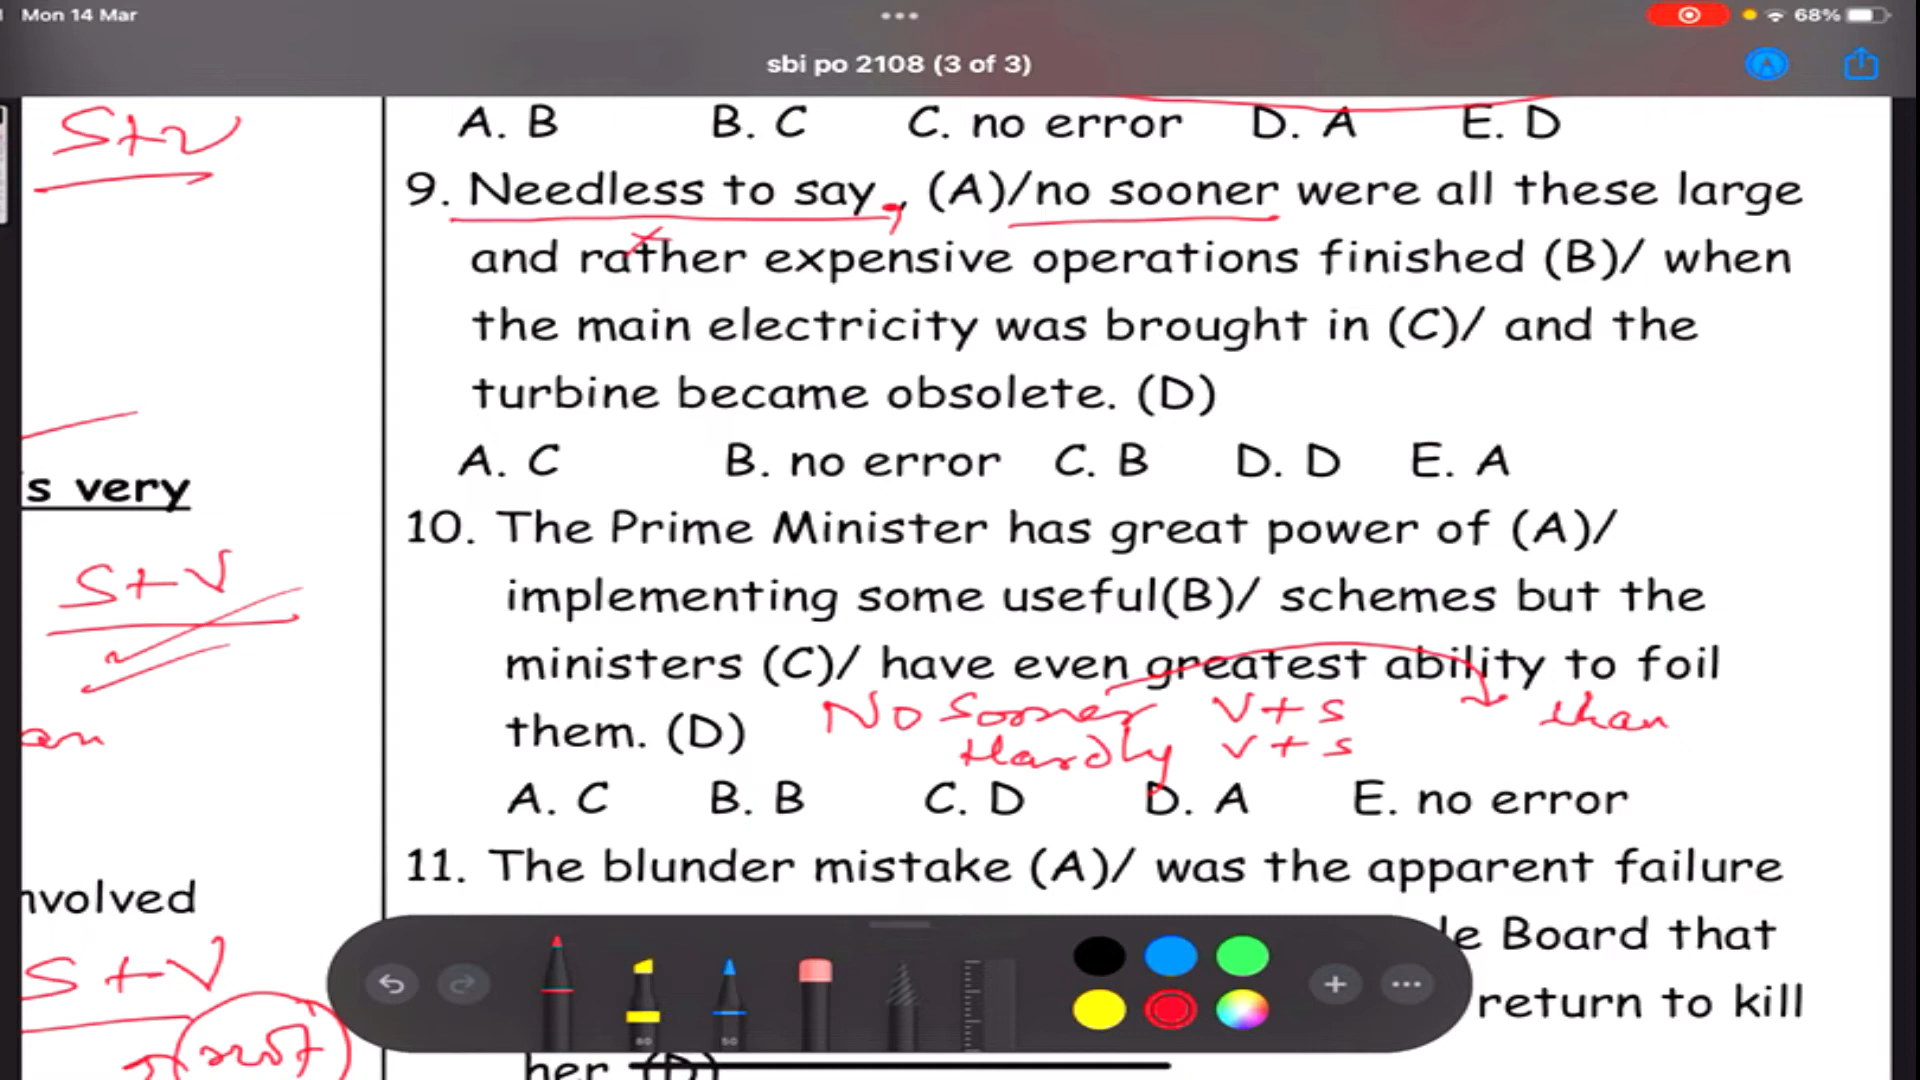 Mon 14 Mar
68%
sbi po 2108 (3 of 3)
S+V
A. B B. C C. no error D. A E. D
9. Needless to say, (A)/no sooner were all these large
and rather expensive operations finished (B)/ when
the main electricity was brought in (C)/ and the
turbine became obsolete. (D)
A. C B. no error C. B D. D E. A
s very
10. The Prime Minister has great power of (A)/
implementing some useful(B)/ schemes but the
S+V
ministers (C)/ have even greatest ability to foil
them. (D)
No Sooner V+S than
Hardly V+S
an
A. C B. B C. D D. A E. no error
11. The blunder mistake (A)/ was the apparent failure
nvolved
le Board that
S+V
return to kill
her (D)
80
50